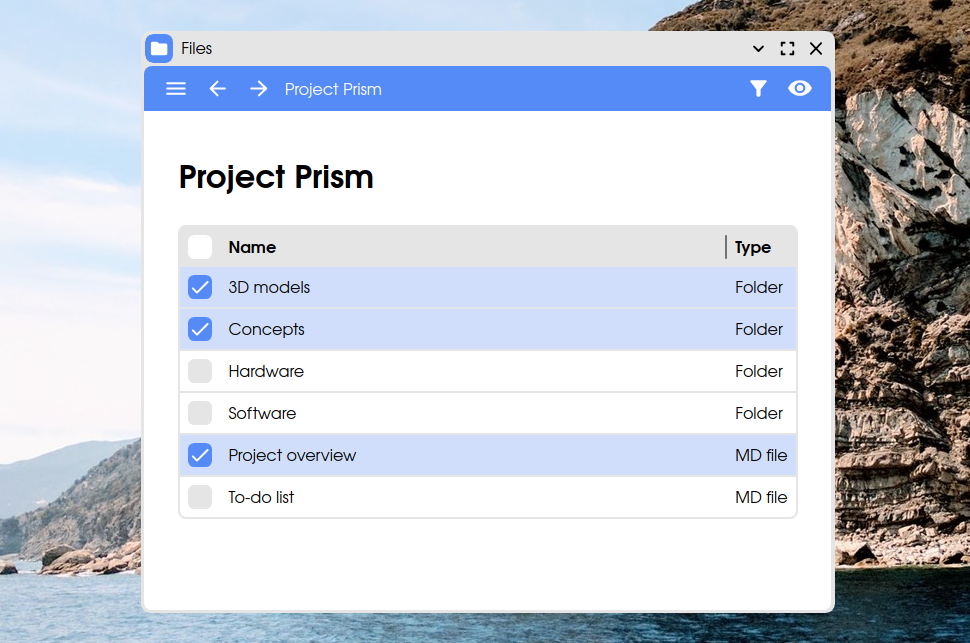 Files
Project Prism
Project Prism
Name Type
3D models Folder
Concepts Folder
Hardware Folder
Software Folder
Project overview MD file
To-do list MD file